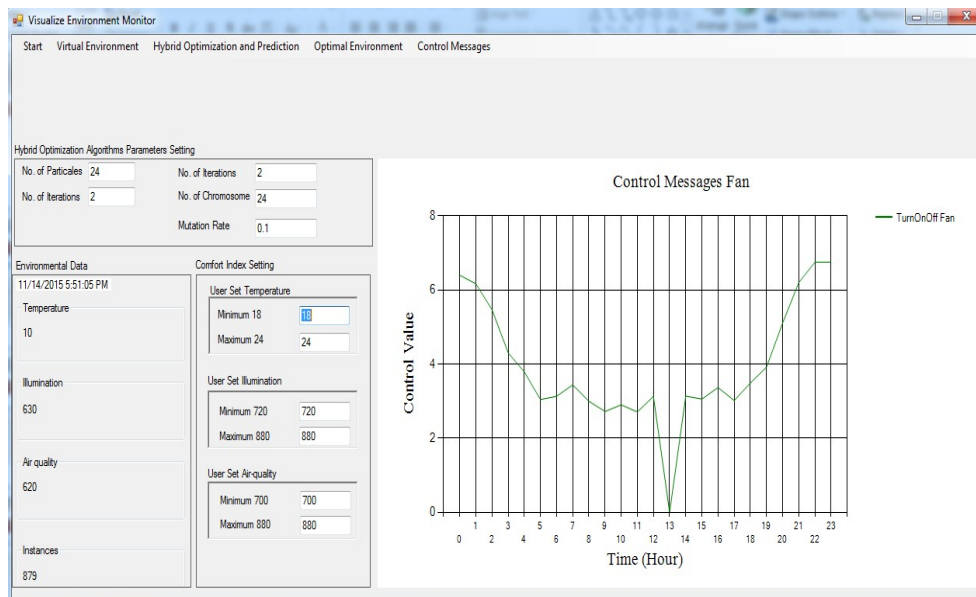 Visualize Environment Monitor
Start Virtual Environment Hybrid Optimization and Prediction Optimal Environment Control Messages
Hybrid Optimization Algorithms Parameters Setting
No. of Particales 24 No. of Iterations 2
No. of Iterations 2 No. of Chromosome 24
Mutation Rate 0.1
Environmental Data
11/14/2015 5:51:05 PM
Temperature
10
Illumination
630
Air quality
620
Instances
879
Comfort Index Setting
User Set Temperature
Minimum 18 18
Maximum 24 24
User Set Illumination
Minimum 720 720
Maximum 880 880
User Set Air-quality
Minimum 700 700
Maximum 880 880
Control Messages Fan
TurnOnOff Fan
Control Value
8
6
4
2
0
1 3 5 7 9 11 13 15 17 19 21 23
0 2 4 6 8 10 12 14 16 18 20 22
Time (Hour)